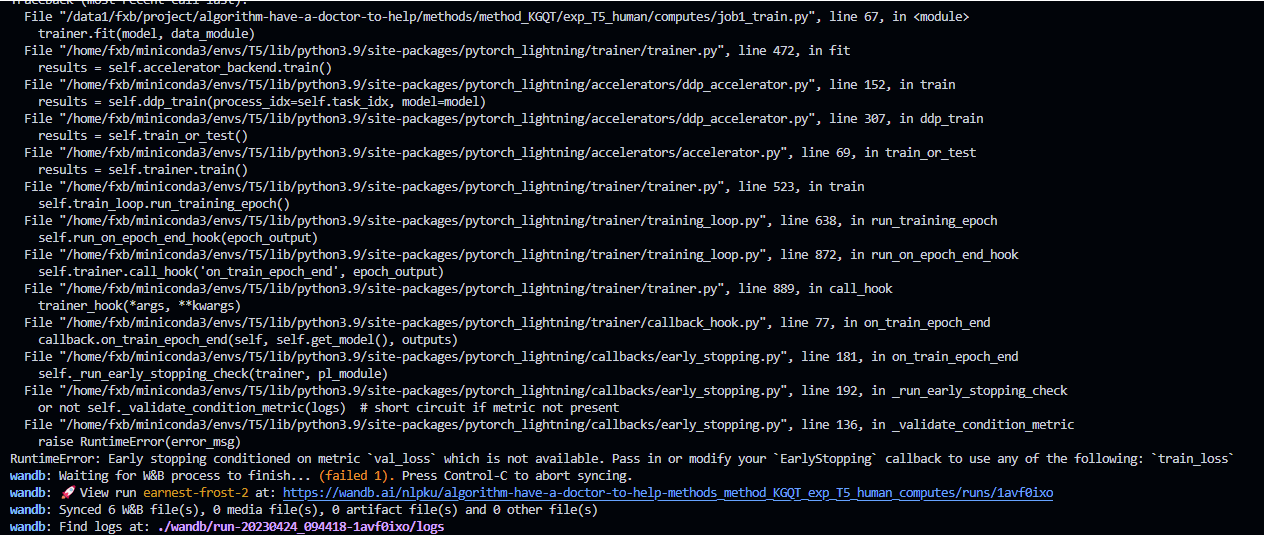 Traceback (most recent call last):
  File "/data1/fxb/project/algorithm-have-a-doctor-to-help/methods/method_KGQT/exp_T5_human/computes/job1_train.py", line 67, in <module>
    trainer.fit(model, data_module)
  File "/home/fxb/miniconda3/envs/T5/lib/python3.9/site-packages/pytorch_lightning/trainer/trainer.py", line 472, in fit
    results = self.accelerator_backend.train()
  File "/home/fxb/miniconda3/envs/T5/lib/python3.9/site-packages/pytorch_lightning/accelerators/ddp_accelerator.py", line 152, in train
    results = self.ddp_train(process_idx=self.task_idx, model=model)
  File "/home/fxb/miniconda3/envs/T5/lib/python3.9/site-packages/pytorch_lightning/accelerators/ddp_accelerator.py", line 307, in ddp_train
    results = self.train_or_test()
  File "/home/fxb/miniconda3/envs/T5/lib/python3.9/site-packages/pytorch_lightning/accelerators/accelerator.py", line 69, in train_or_test
    results = self.trainer.train()
  File "/home/fxb/miniconda3/envs/T5/lib/python3.9/site-packages/pytorch_lightning/trainer/trainer.py", line 523, in train
    self.train_loop.run_training_epoch()
  File "/home/fxb/miniconda3/envs/T5/lib/python3.9/site-packages/pytorch_lightning/trainer/training_loop.py", line 638, in run_training_epoch
    self.run_on_epoch_end_hook(epoch_output)
  File "/home/fxb/miniconda3/envs/T5/lib/python3.9/site-packages/pytorch_lightning/trainer/training_loop.py", line 872, in run_on_epoch_end_hook
    self.trainer.call_hook('on_train_epoch_end', epoch_output)
  File "/home/fxb/miniconda3/envs/T5/lib/python3.9/site-packages/pytorch_lightning/trainer/trainer.py", line 889, in call_hook
    trainer_hook(*args, **kwargs)
  File "/home/fxb/miniconda3/envs/T5/lib/python3.9/site-packages/pytorch_lightning/trainer/callback_hook.py", line 77, in on_train_epoch_end
    callback.on_train_epoch_end(self, self.get_model(), outputs)
  File "/home/fxb/miniconda3/envs/T5/lib/python3.9/site-packages/pytorch_lightning/callbacks/early_stopping.py", line 181, in on_train_epoch_end
    self._run_early_stopping_check(trainer, pl_module)
  File "/home/fxb/miniconda3/envs/T5/lib/python3.9/site-packages/pytorch_lightning/callbacks/early_stopping.py", line 192, in _run_early_stopping_check
    or not self._validate_condition_metric(logs)  # short circuit if metric not present
  File "/home/fxb/miniconda3/envs/T5/lib/python3.9/site-packages/pytorch_lightning/callbacks/early_stopping.py", line 136, in _validate_condition_metric
    raise RuntimeError(error_msg)
RuntimeError: Early stopping conditioned on metric `val_loss` which is not available. Pass in or modify your `EarlyStopping` callback to use any of the following: `train_loss`
wandb: Waiting for W&B process to finish... (failed 1). Press Control-C to abort syncing.
wandb: 🚀 View run earnest-frost-2 at: https://wandb.ai/nlpku/algorithm-have-a-doctor-to-help-methods_method_KGQT_exp_T5_human_computes/runs/1avf0ixo
wandb: Synced 6 W&B file(s), 0 media file(s), 0 artifact file(s) and 0 other file(s)
wandb: Find logs at: ./wandb/run-20230424_094418-1avf0ixo/logs